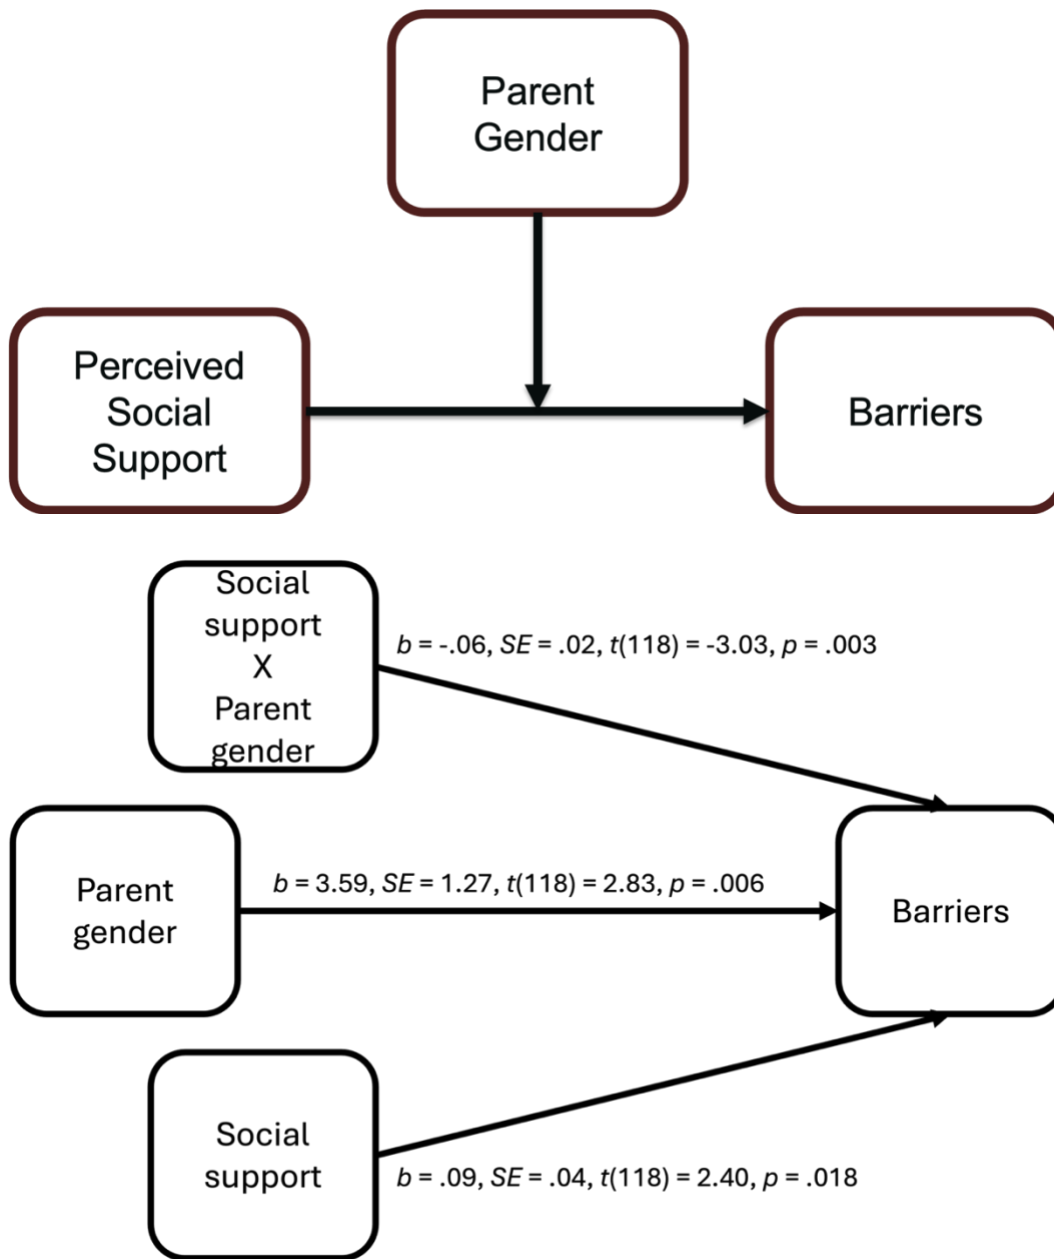 Parent
Gender
Perceived
Social
Support
Barriers
Social
support
X
Parent
gender
b = -.06, SE = .02, t(118) = -3.03, p = .003
Parent
gender
b = 3.59, SE = 1.27, t(118) = 2.83, p = .006
Barriers
Social
support
b = .09, SE = .04, t(118) = 2.40, p = .018